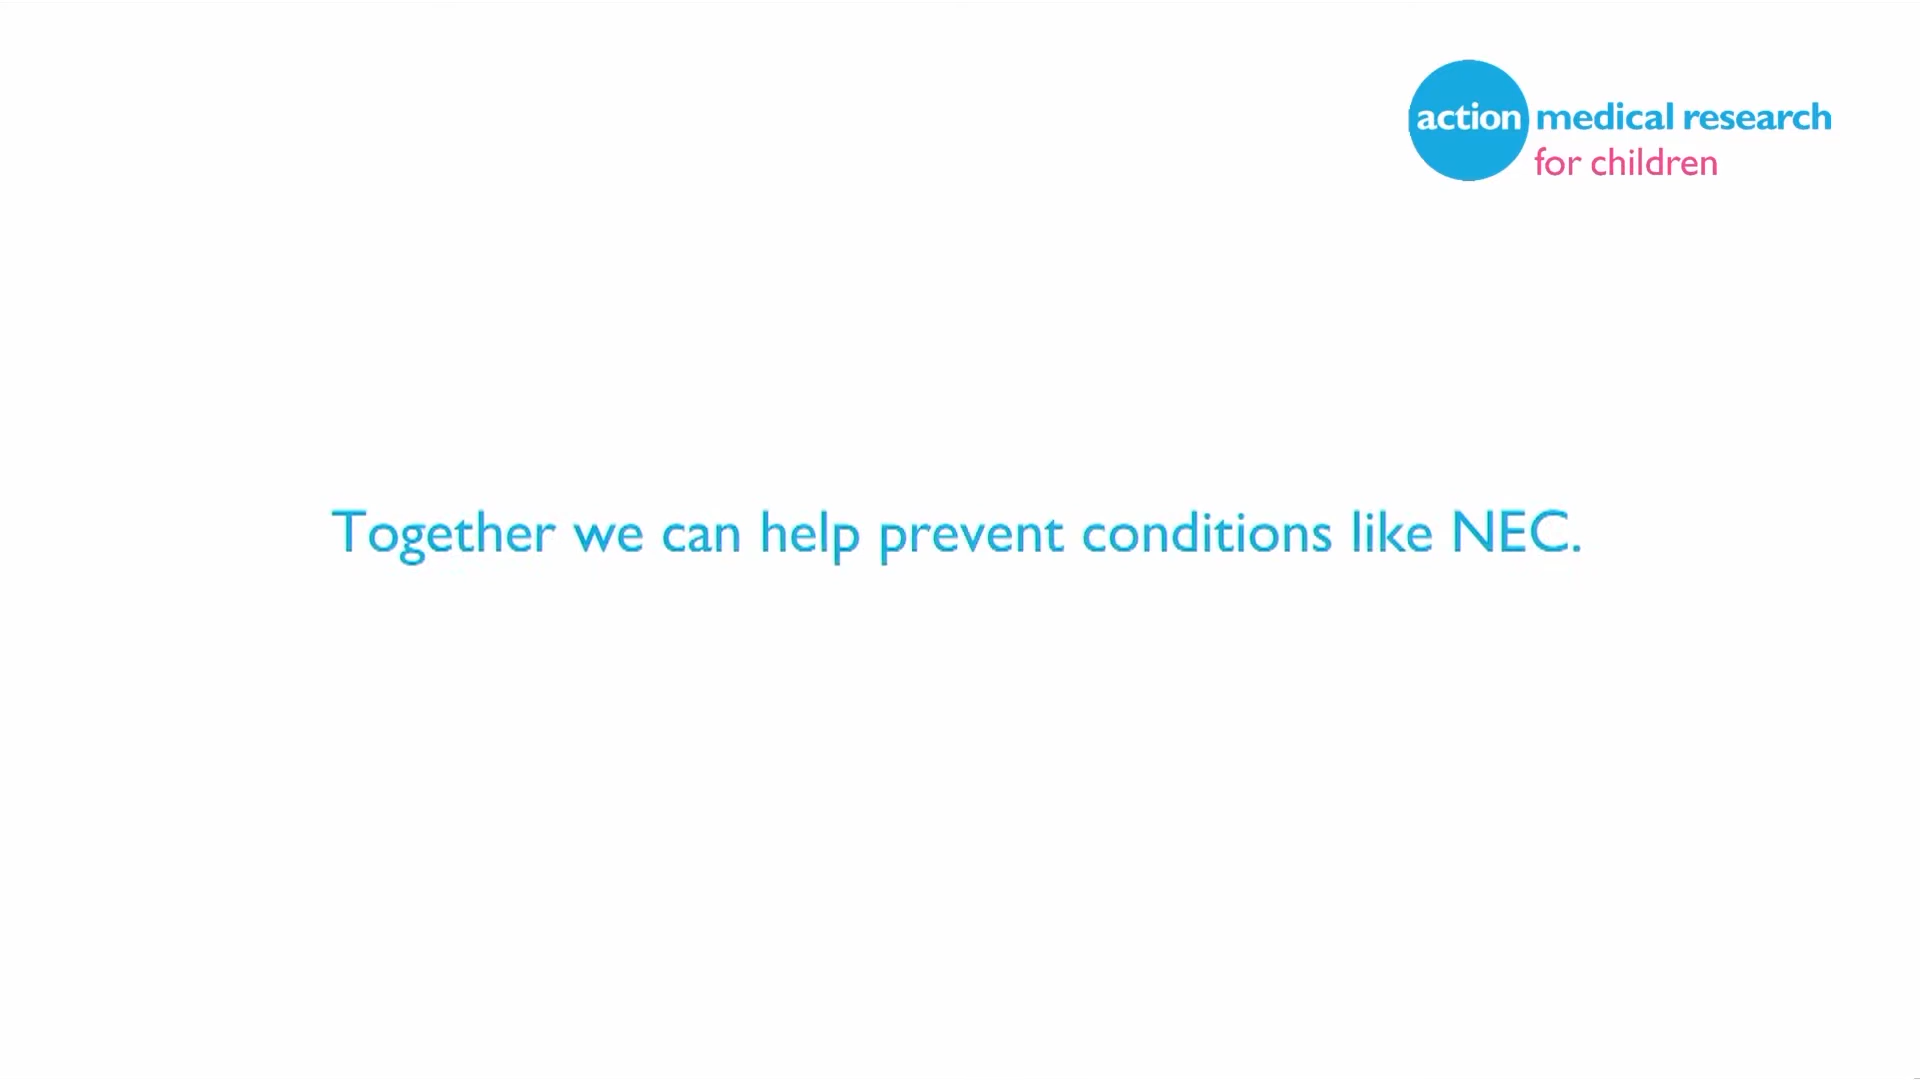 action medical research
for children
Together we can help prevent conditions like NEC.